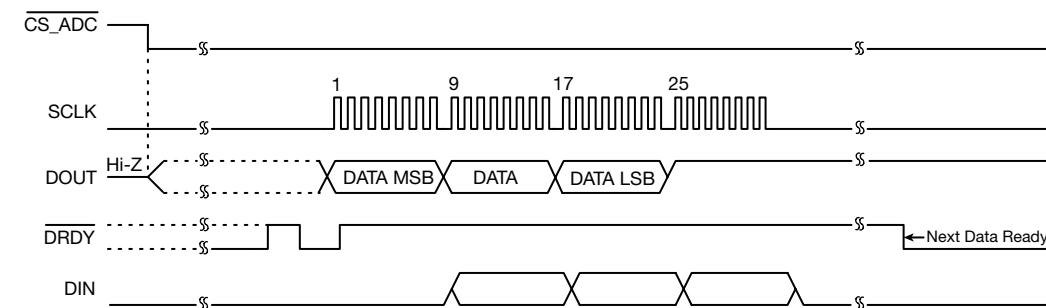 CS_ADC
1 9 17 25
SCLK
Hi-Z
DOUT DATA MSB DATA DATA LSB
DRDY Next Data Ready
DIN